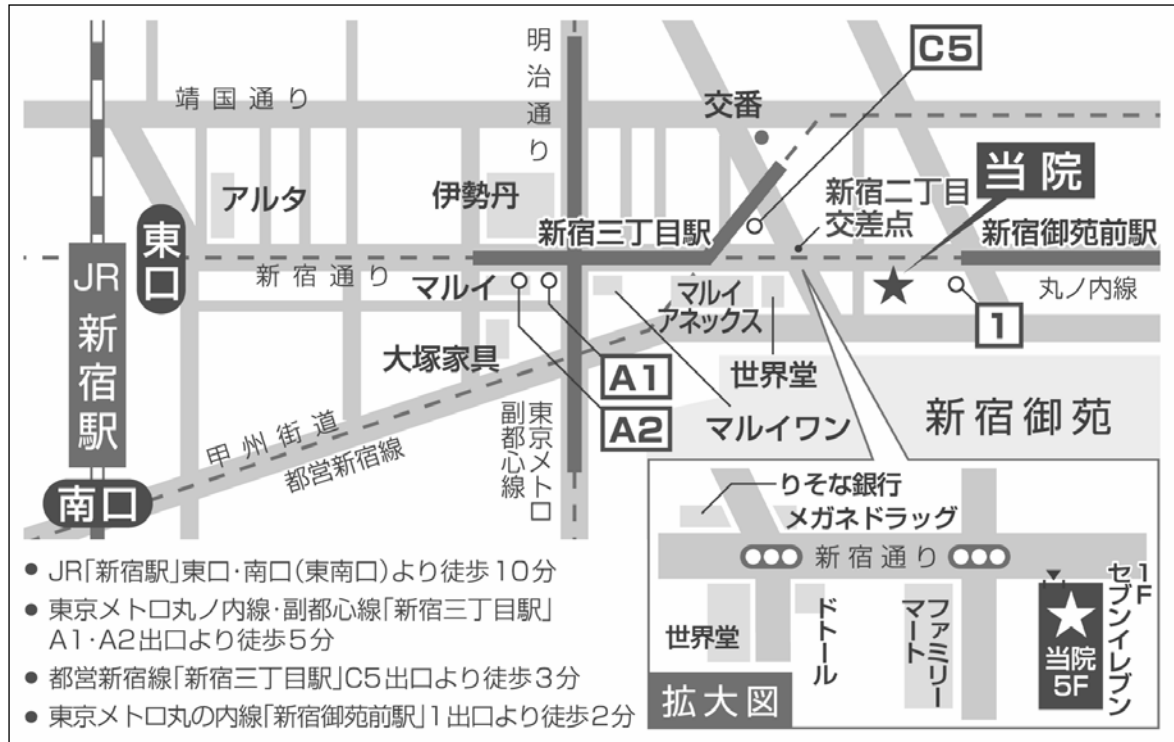 C5
明治通り
靖国通り
交番
当院
アルタ
伊勢丹
新宿二丁目
交差点
東口
新宿三丁目駅
新宿御苑前駅
JR新宿駅
新宿通り
マルイ
マルイ
アネックス
丸ノ内線
1
大塚家具
A1
世界堂
A2
マルイワン
新宿御苑
甲州街道
都営新宿線
東京メトロ
副都心線
南口
りそな銀行
メガネドラッグ
新宿通り
1F
セブンイレブン
世界堂
ドトール
ファミリー
マート
当院
5F
拡大図
● JR「新宿駅」東口・南口(東南口)より徒歩10分
● 東京メトロ丸ノ内線・副都心線「新宿三丁目駅」
A1・A2出口より徒歩5分
● 都営新宿線「新宿三丁目駅」C5出口より徒歩3分
● 東京メトロ丸の内線「新宿御苑前駅」1出口より徒歩2分